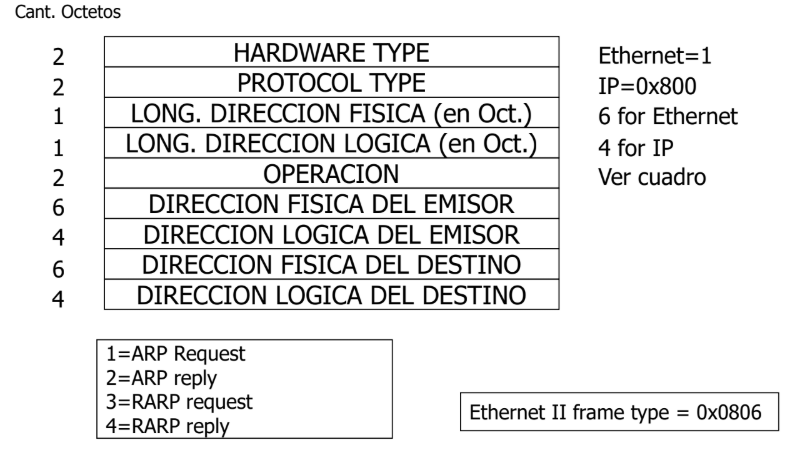 Cant. Octetos
2 HARDWARE TYPE Ethernet=1
2 PROTOCOL TYPE IP=0x800
1 LONG. DIRECCION FISICA (en Oct.) 6 for Ethernet
1 LONG. DIRECCION LOGICA (en Oct.) 4 for IP
2 OPERACION Ver cuadro
6 DIRECCION FISICA DEL EMISOR
4 DIRECCION LOGICA DEL EMISOR
6 DIRECCION FISICA DEL DESTINO
4 DIRECCION LOGICA DEL DESTINO
1=ARP Request
2=ARP reply
3=RARP request
4=RARP reply
Ethernet II frame type = 0x0806